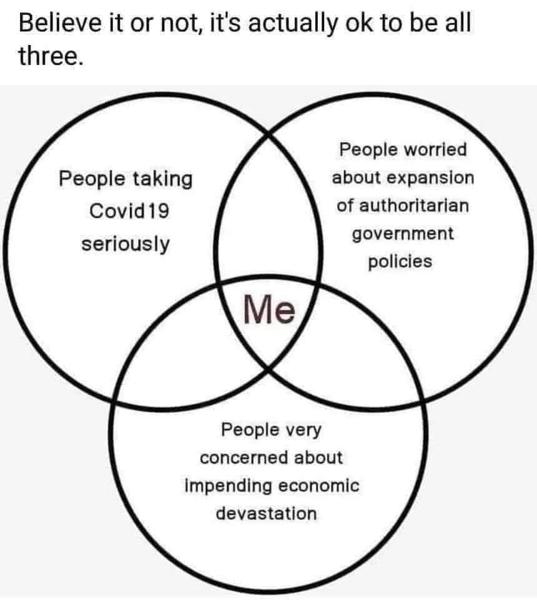 Believe it or not, it's actually ok to be all
three.
People taking
Covid19
seriously
People worried
about expansion
of authoritarian
government
policies
Me
People very
concerned about
impending economic
devastation